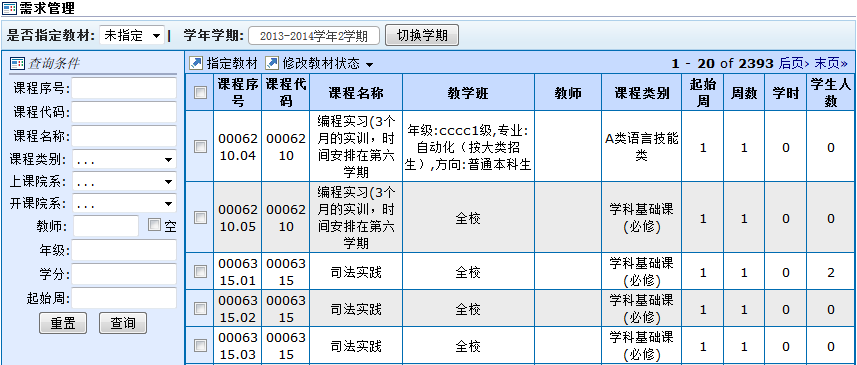 需求管理
是否指定教材: 未指定 | 学年学期: 2013-2014学年2学期 切换学期
查询条件
课程序号:
课程代码:
课程名称:
课程类别: ...
上课院系: ...
开课院系: ...
教师: 空
年级:
学分:
起始周:
重置 查询
指定教材 修改教材状态 1 - 20 of 2393 后页› 末页»
课程序号 课程代码 课程名称 教学班 教师 课程类别 起始周 周数 学时 学生人数
0006210.04 0006210 编程实习(3个月的实训，时间安排在第六学期 年级:cccc1级,专业:自动化（按大类招生）,方向:普通本科生 A类语言技能类 1 1 0 0
0006210.05 0006210 编程实习(3个月的实训，时间安排在第六学期 全校 学科基础课(必修) 1 1 0 0
0006315.01 0006315 司法实践 全校 学科基础课(必修) 1 1 0 2
0006315.02 0006315 司法实践 全校 学科基础课(必修) 1 1 0 0
0006315.03 0006315 司法实践 全校 学科基础课(必修) 1 1 0 0